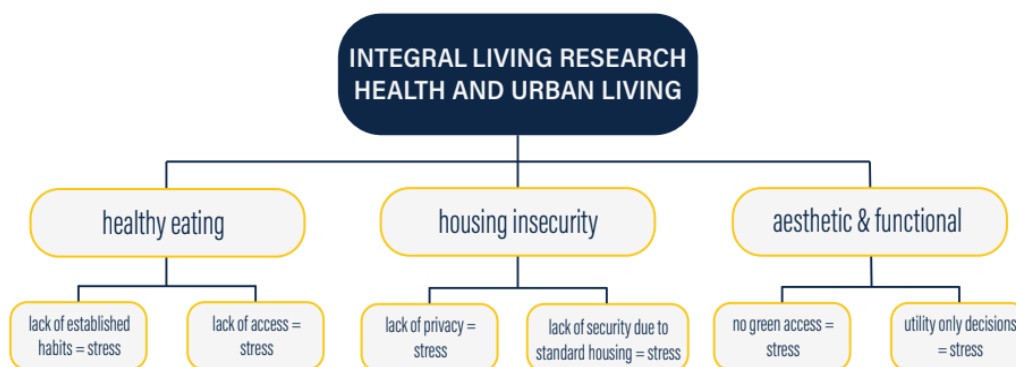 INTEGRAL LIVING RESEARCH
HEALTH AND URBAN LIVING
healthy eating
housing insecurity
aesthetic & functional
lack of established
habits = stress
lack of access =
stress
lack of privacy =
stress
lack of security due to
standard housing = stress
no green access =
stress
utility only decisions
= stress